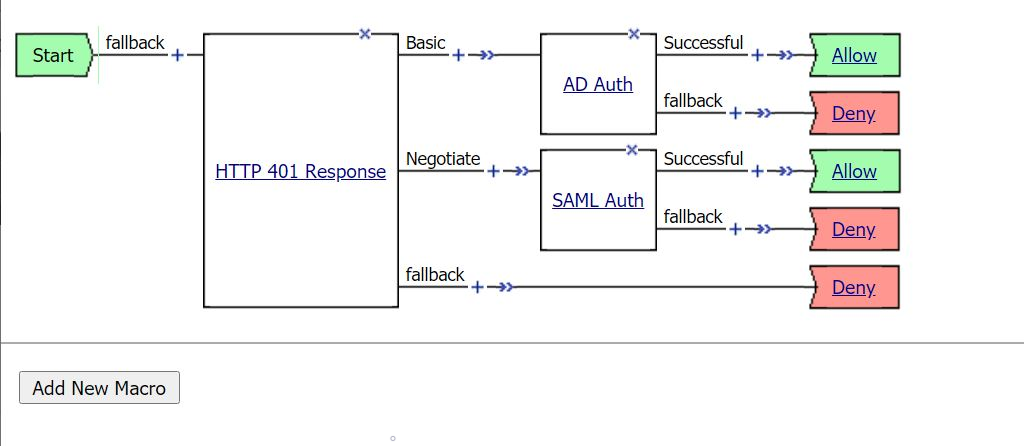 Start
fallback
HTTP 401 Response
Basic
AD Auth
Successful
Allow
fallback
Deny
Negotiate
SAML Auth
Successful
Allow
fallback
Deny
fallback
Deny
Add New Macro